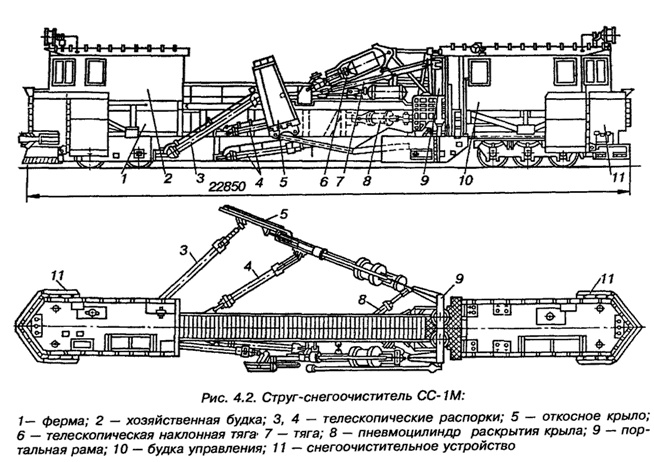 1 2 3 4 5 6 7 8 9 10 11
22850
5
3
4
9
11
8
11
Рис. 4.2. Струг-снегоочиститель СС-1М:
1— ферма; 2 — хозяйственная будка; 3, 4 — телескопические распорки; 5 — откосное крыло;
6 — телескопическая наклонная тяга· 7 — тяга; 8 — пневмоцилиндр раскрытия крыла; 9 — пор-
тальная рама; 10 — будка управления; 11 — снегоочистительное устройство